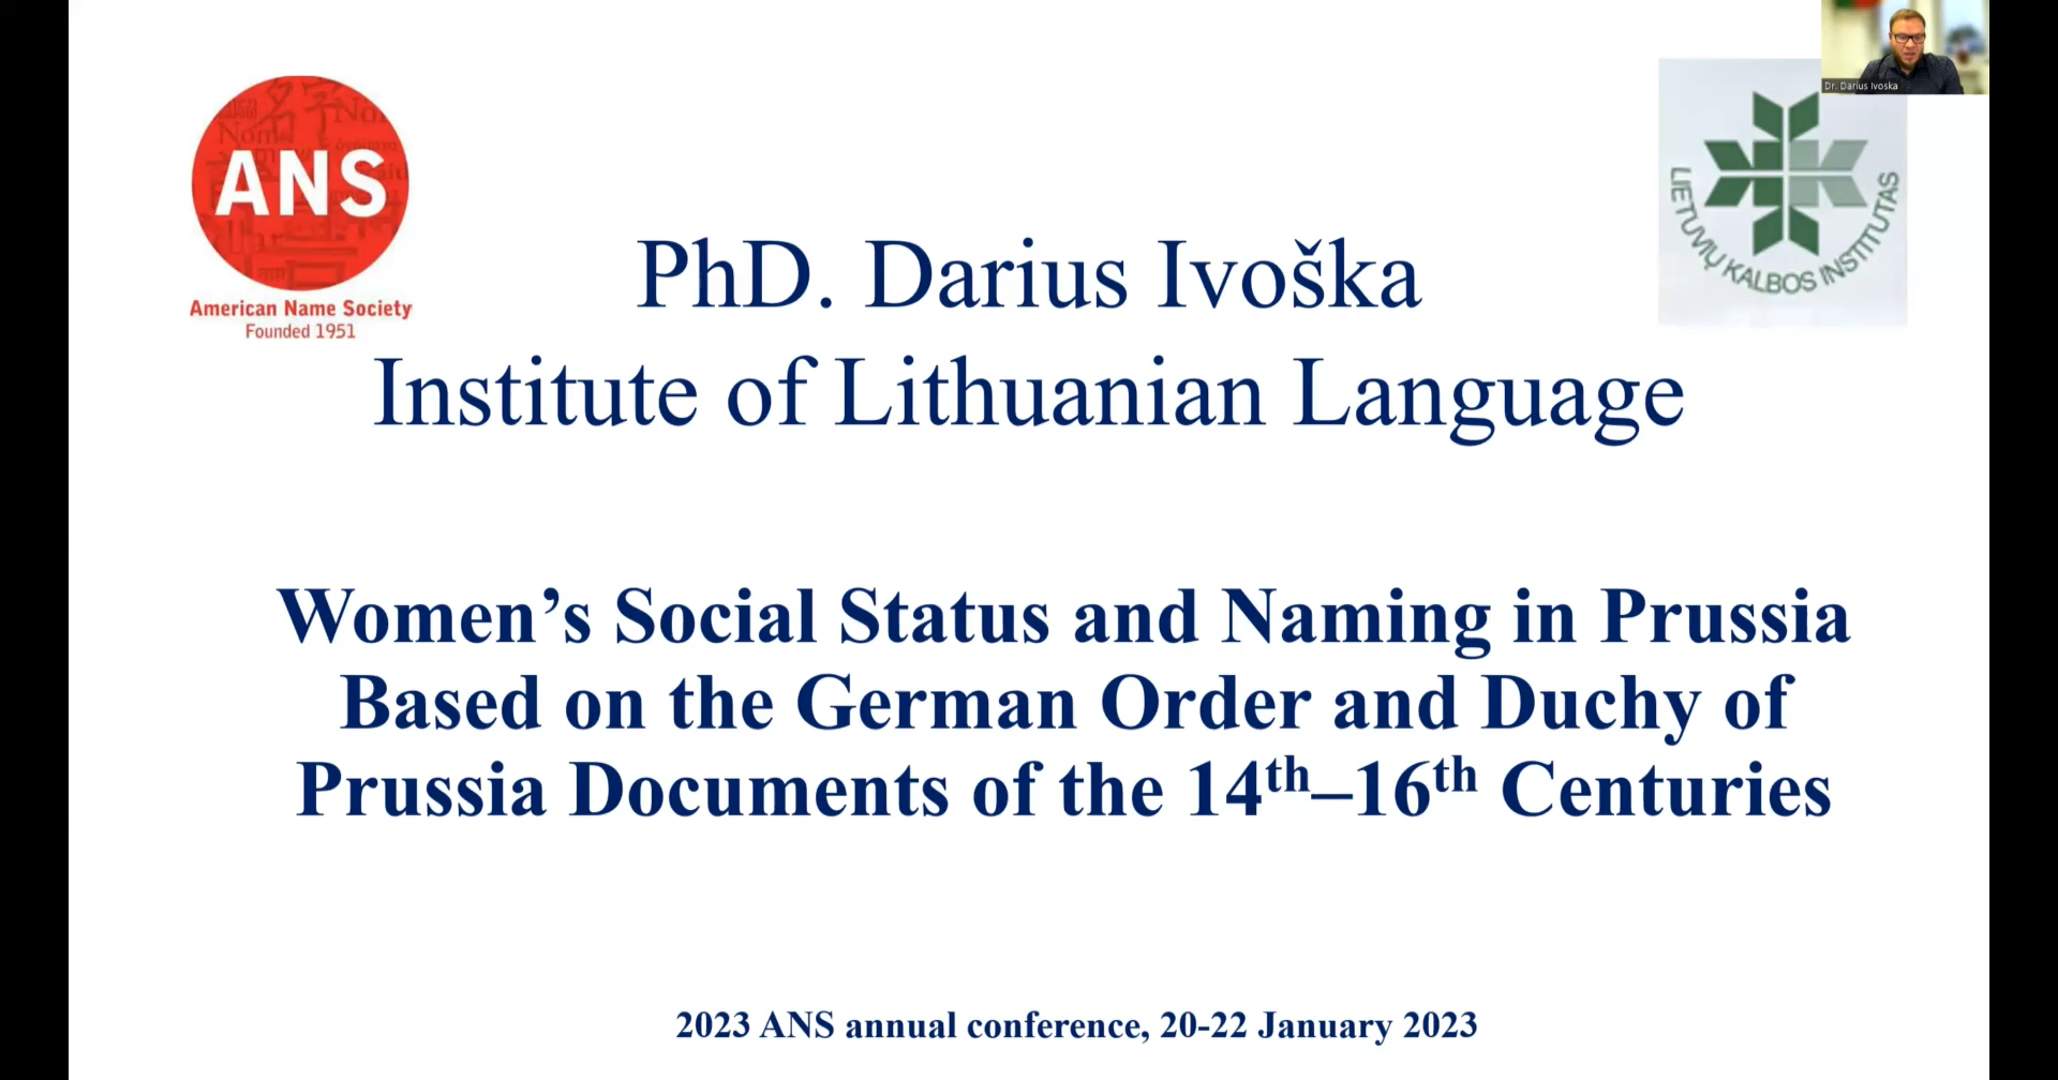 Dr. Darius Ivoska
ANS
American Name Society
Founded 1951
LIETUVIŲ KALBOS INSTITUTAS
PhD. Darius Ivoška
Institute of Lithuanian Language
Women’s Social Status and Naming in Prussia
Based on the German Order and Duchy of
Prussia Documents of the 14th–16th Centuries
2023 ANS annual conference, 20-22 January 2023